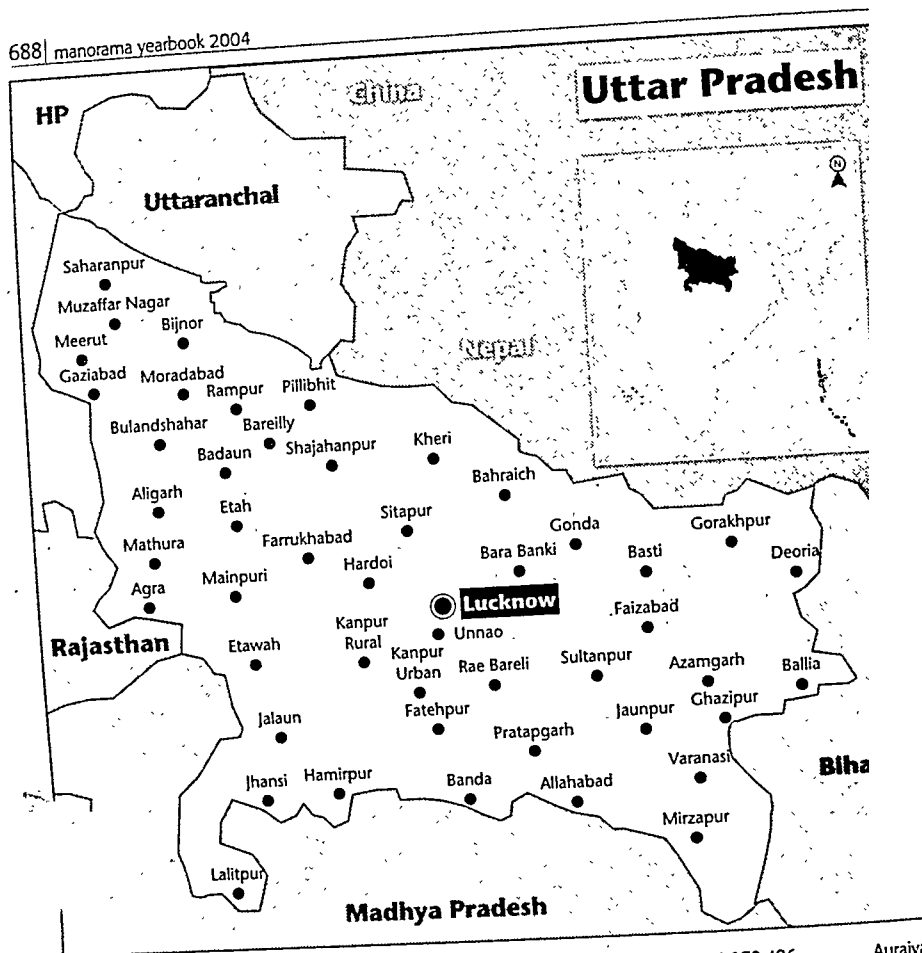 688 manorama yearbook 2004
Uttar Pradesh
China
HP
N
Uttaranchal
Saharanpur
Muzaffar Nagar
Bijnor
Meerut
Nepal
Gaziabad
Moradabad
Rampur
Pillibhit
Bulandshahar
Bareilly
Badaun
Shajahanpur
Kheri
Bahraich
Aligarh
Etah
Sitapur
Gonda
Gorakhpur
Mathura
Farrukhabad
Bara Banki
Basti
Deoria
Agra
Mainpuri
Hardoi
Lucknow
Faizabad
Rajasthan
Etawah
Kanpur
Rural
Unnao
Kanpur
Urban
Rae Bareli
Sultanpur
Azamgarh
Ballia
Jalaun
Fatehpur
Jaunpur
Ghazipur
Pratapgarh
Varanasi
Biha
Jhansi
Hamirpur
Banda
Allahabad
Mirzapur
Lalitpur
Madhya Pradesh